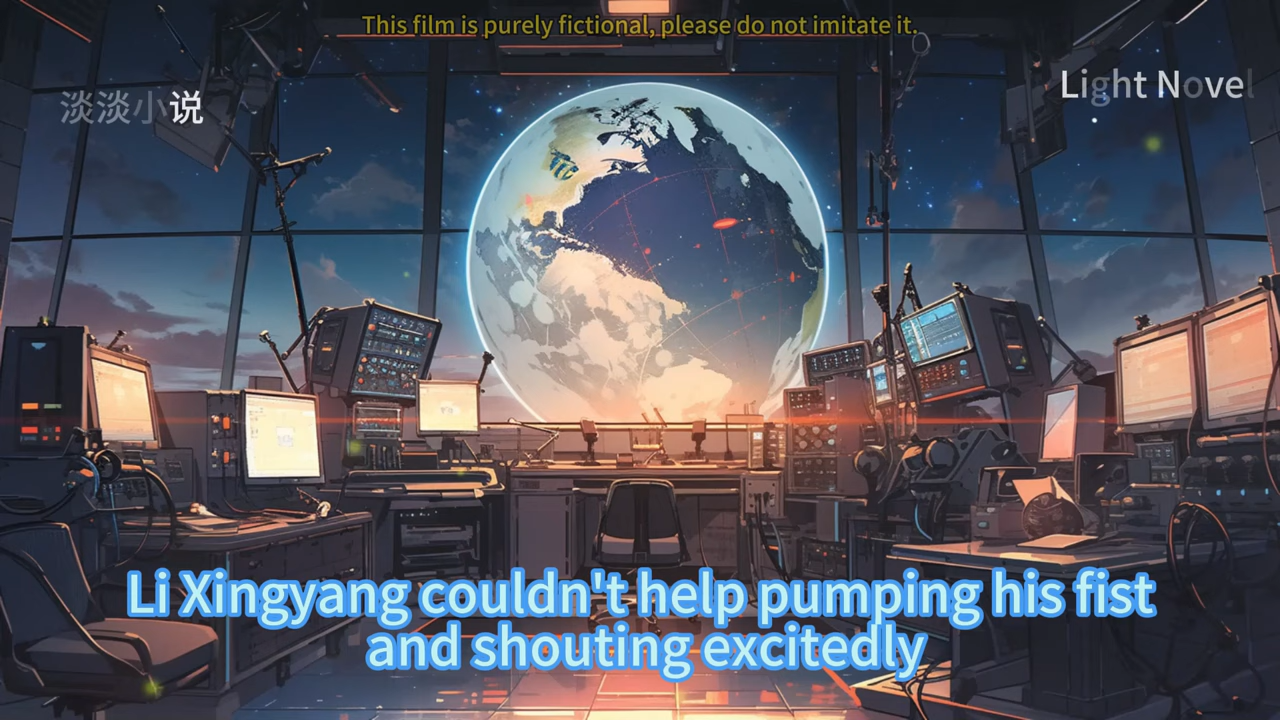 This film is purely fictional, please do not imitate it.
淡淡小说
Light Novel
Li Xingyang couldn't help pumping his fist
and shouting excitedly